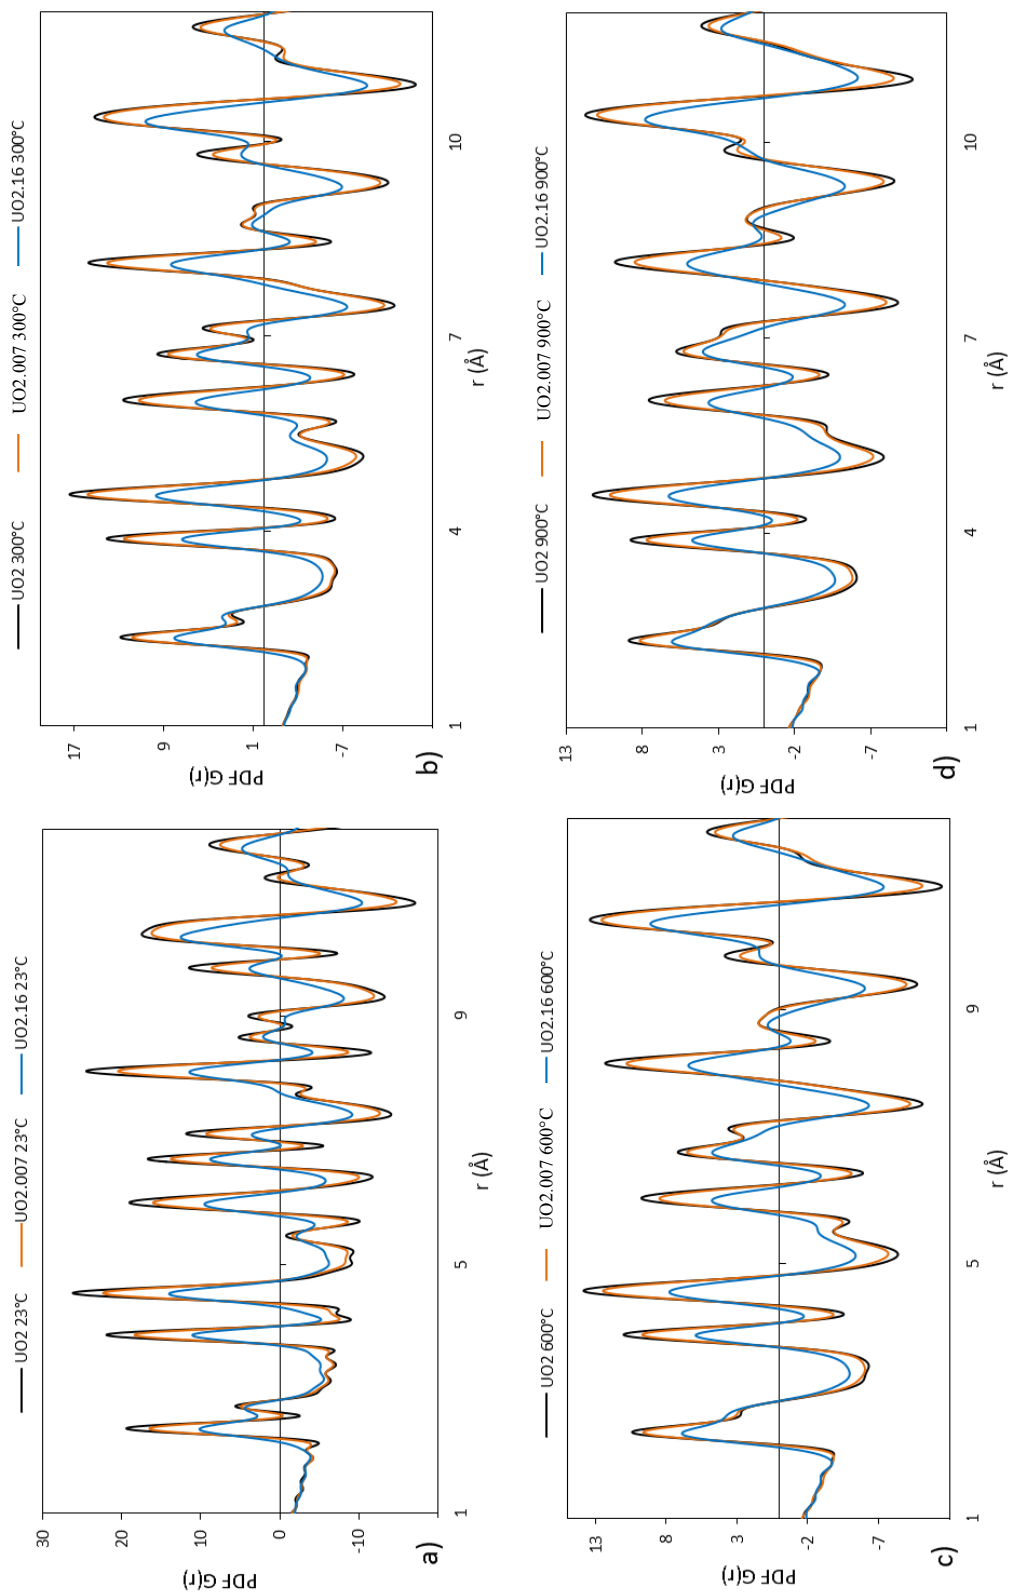 UO2 23°C UO2.007 23°C UO2.16 23°C
30
20
10
0
-10
PDF G(r)
1
5
9
r (Å)
a)
UO2 300°C UO2.007 300°C UO2.16 300°C
17
9
1
-7
PDF G(r)
1
4
7
10
r (Å)
b)
UO2 600°C UO2.007 600°C UO2.16 600°C
13
8
3
-2
-7
PDF G(r)
1
5
9
r (Å)
c)
UO2 900°C UO2.007 900°C UO2.16 900°C
13
8
3
-2
-7
PDF G(r)
1
4
7
10
r (Å)
d)